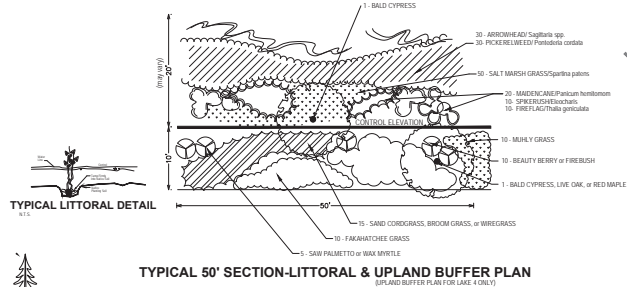 1 - BALD CYPRESS
30 - ARROWHEAD/ Sagittaria spp.
30- PICKERELWEED/ Pontederia cordata
20'
(may vary)
50 - SALT MARSH GRASS/Spartina patens
20 - MAIDENCANE/Panicum hemitomom
10- SPIKERUSH/Eleocharis
10- FIREFLAG/Thalia geniculata
CONTROL ELEVATION
10'
10 - MUHLY GRASS
10 - BEAUTY BERRY or FIREBUSH
1 - BALD CYPRESS, LIVE OAK, or RED MAPLE
TYPICAL LITTORAL DETAIL
N.T.S.
50'
15 - SAND CORDGRASS, BROOM GRASS, or WIREGRASS
10 - FAKAHATCHEE GRASS
5 - SAW PALMETTO or WAX MYRTLE
TYPICAL 50' SECTION-LITTORAL & UPLAND BUFFER PLAN
(UPLAND BUFFER PLAN FOR LAKE 4 ONLY)